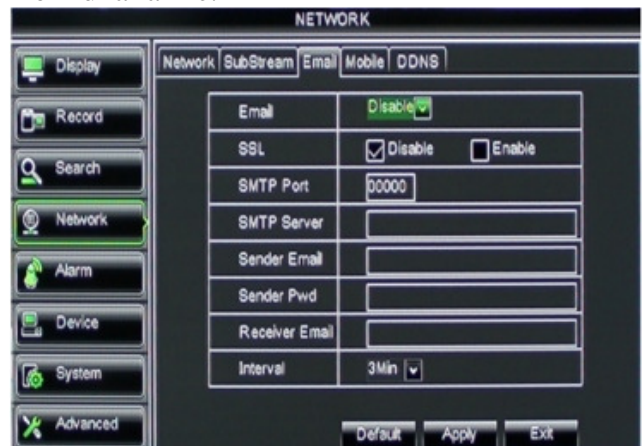 NETWORK
Display
Record
Search
Network
Alarm
Device
System
Advanced
Network SubStream Email Mobile DDNS
Email Disable
SSL Disable Enable
SMTP Port 00000
SMTP Server
Sender Email
Sender Pwd
Receiver Email
Interval 3Min
Default Apply Exit